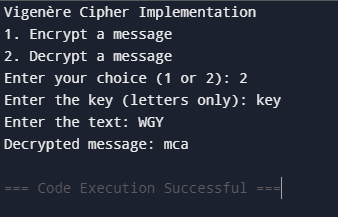 Vigenère Cipher Implementation
1. Encrypt a message
2. Decrypt a message
Enter your choice (1 or 2): 2
Enter the key (letters only): key
Enter the text: WGY
Decrypted message: mca
=== Code Execution Successful ===